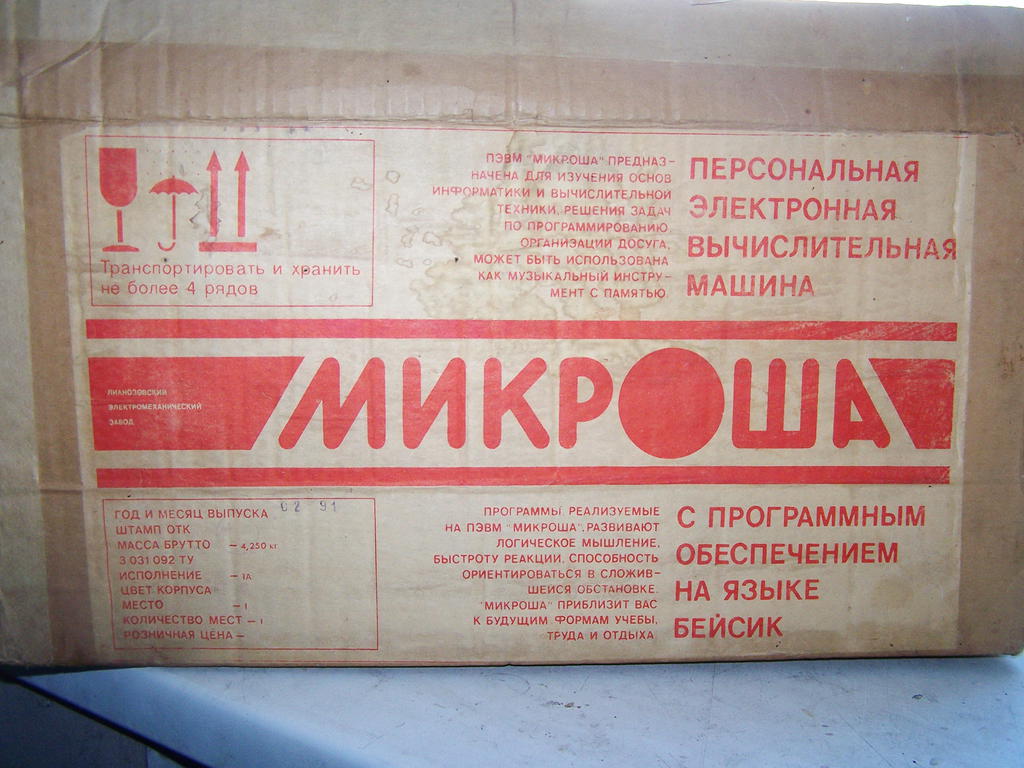 Транспортировать и хранить
не более 4 рядов
ПЭВМ "МИКРОША" ПРЕДНАЗ-
НАЧЕНА ДЛЯ ИЗУЧЕНИЯ ОСНОВ
ИНФОРМАТИКИ И ВЫЧИСЛИТЕЛЬНОЙ
ТЕХНИКИ, РЕШЕНИЯ ЗАДАЧ
ПО ПРОГРАММИРОВАНИЮ,
ОРГАНИЗАЦИИ ДОСУГА,
МОЖЕТ БЫТЬ ИСПОЛЬЗОВАНА
КАК МУЗЫКАЛЬНЫЙ ИНСТРУ-
МЕНТ С ПАМЯТЬЮ.
ПЕРСОНАЛЬНАЯ
ЭЛЕКТРОННАЯ
ВЫЧИСЛИТЕЛЬНАЯ
МАШИНА
ЛИАНОЗОВСКИЙ
ЭЛЕКТРОМЕХАНИЧЕСКИЙ
ЗАВОД
МИКРОША
ГОД И МЕСЯЦ ВЫПУСКА 02 91
ШТАМП ОТК
МАССА БРУТТО – 4,250 кг
3 031 092 ТУ
ИСПОЛНЕНИЕ – 1А
ЦВЕТ КОРПУСА
МЕСТО – 1
КОЛИЧЕСТВО МЕСТ – 1
РОЗНИЧНАЯ ЦЕНА –
ПРОГРАММЫ, РЕАЛИЗУЕМЫЕ
НА ПЭВМ "МИКРОША", РАЗВИВАЮТ
ЛОГИЧЕСКОЕ МЫШЛЕНИЕ,
БЫСТРОТУ РЕАКЦИИ, СПОСОБНОСТЬ
ОРИЕНТИРОВАТЬСЯ В СЛОЖИВ-
ШЕЙСЯ ОБСТАНОВКЕ.
"МИКРОША" ПРИБЛИЗИТ ВАС
К БУДУЩИМ ФОРМАМ УЧЕБЫ,
ТРУДА И ОТДЫХА.
С ПРОГРАММНЫМ
ОБЕСПЕЧЕНИЕМ
НА ЯЗЫКЕ
БЕЙСИК